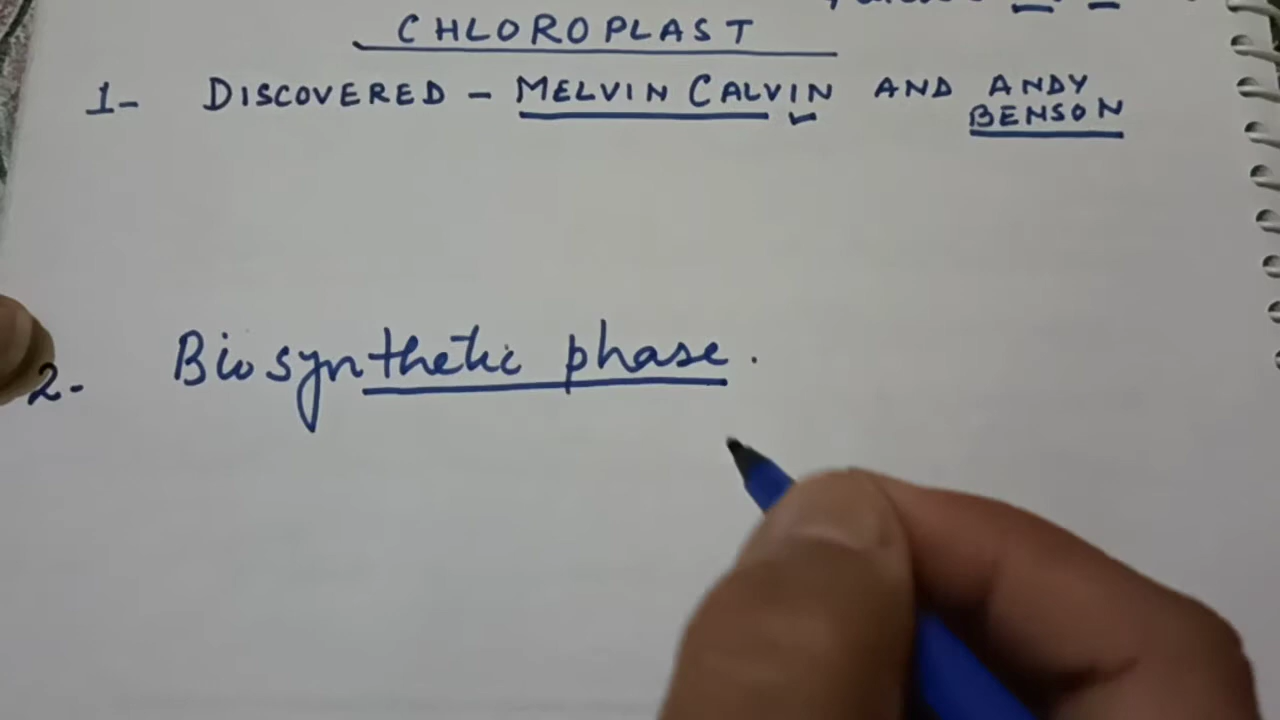 CHLOROPLAST
1- DISCOVERED - MELVIN CALVIN AND ANDY
BENSON
2- Biosynthetic phase.